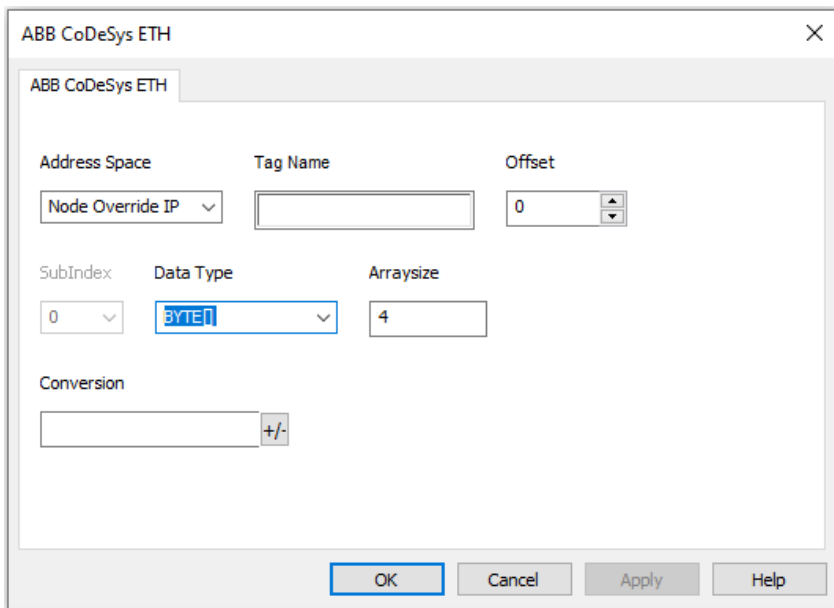 ABB CoDeSys ETH
ABB CoDeSys ETH
Address Space Tag Name Offset
Node Override IP 0
SubIndex Data Type Arraysize
0 BYTE[] 4
Conversion
+/-
OK Cancel Apply Help